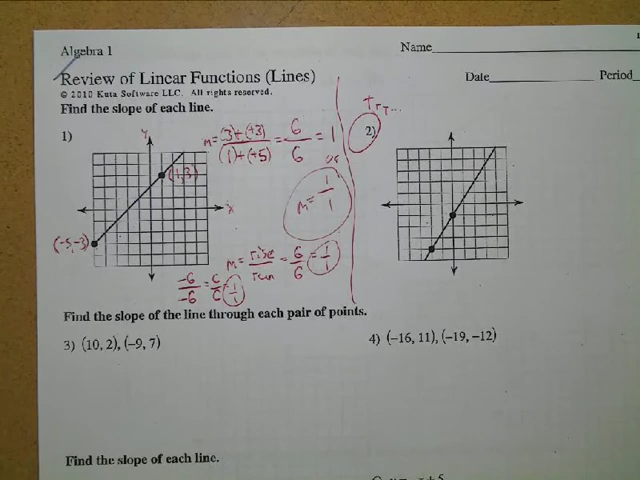 Algebra 1
Name
Review of Linear Functions (Lines)
Date Period
© 2010 Kuta Software LLC. All rights reserved.
Find the slope of each line.
1)
y
m = (3)+(+3) / (1)+(+5) = 6/6 = 1
or
m = 1/1
(1,3)
x
(-5,-3)
m = rise/run = 6/6 = 1/1
-6/-6 = 6/6 = 1/1
2)
Find the slope of the line through each pair of points.
3) (10, 2), (−9, 7)
4) (−16, 11), (−19, −12)
Find the slope of each line.